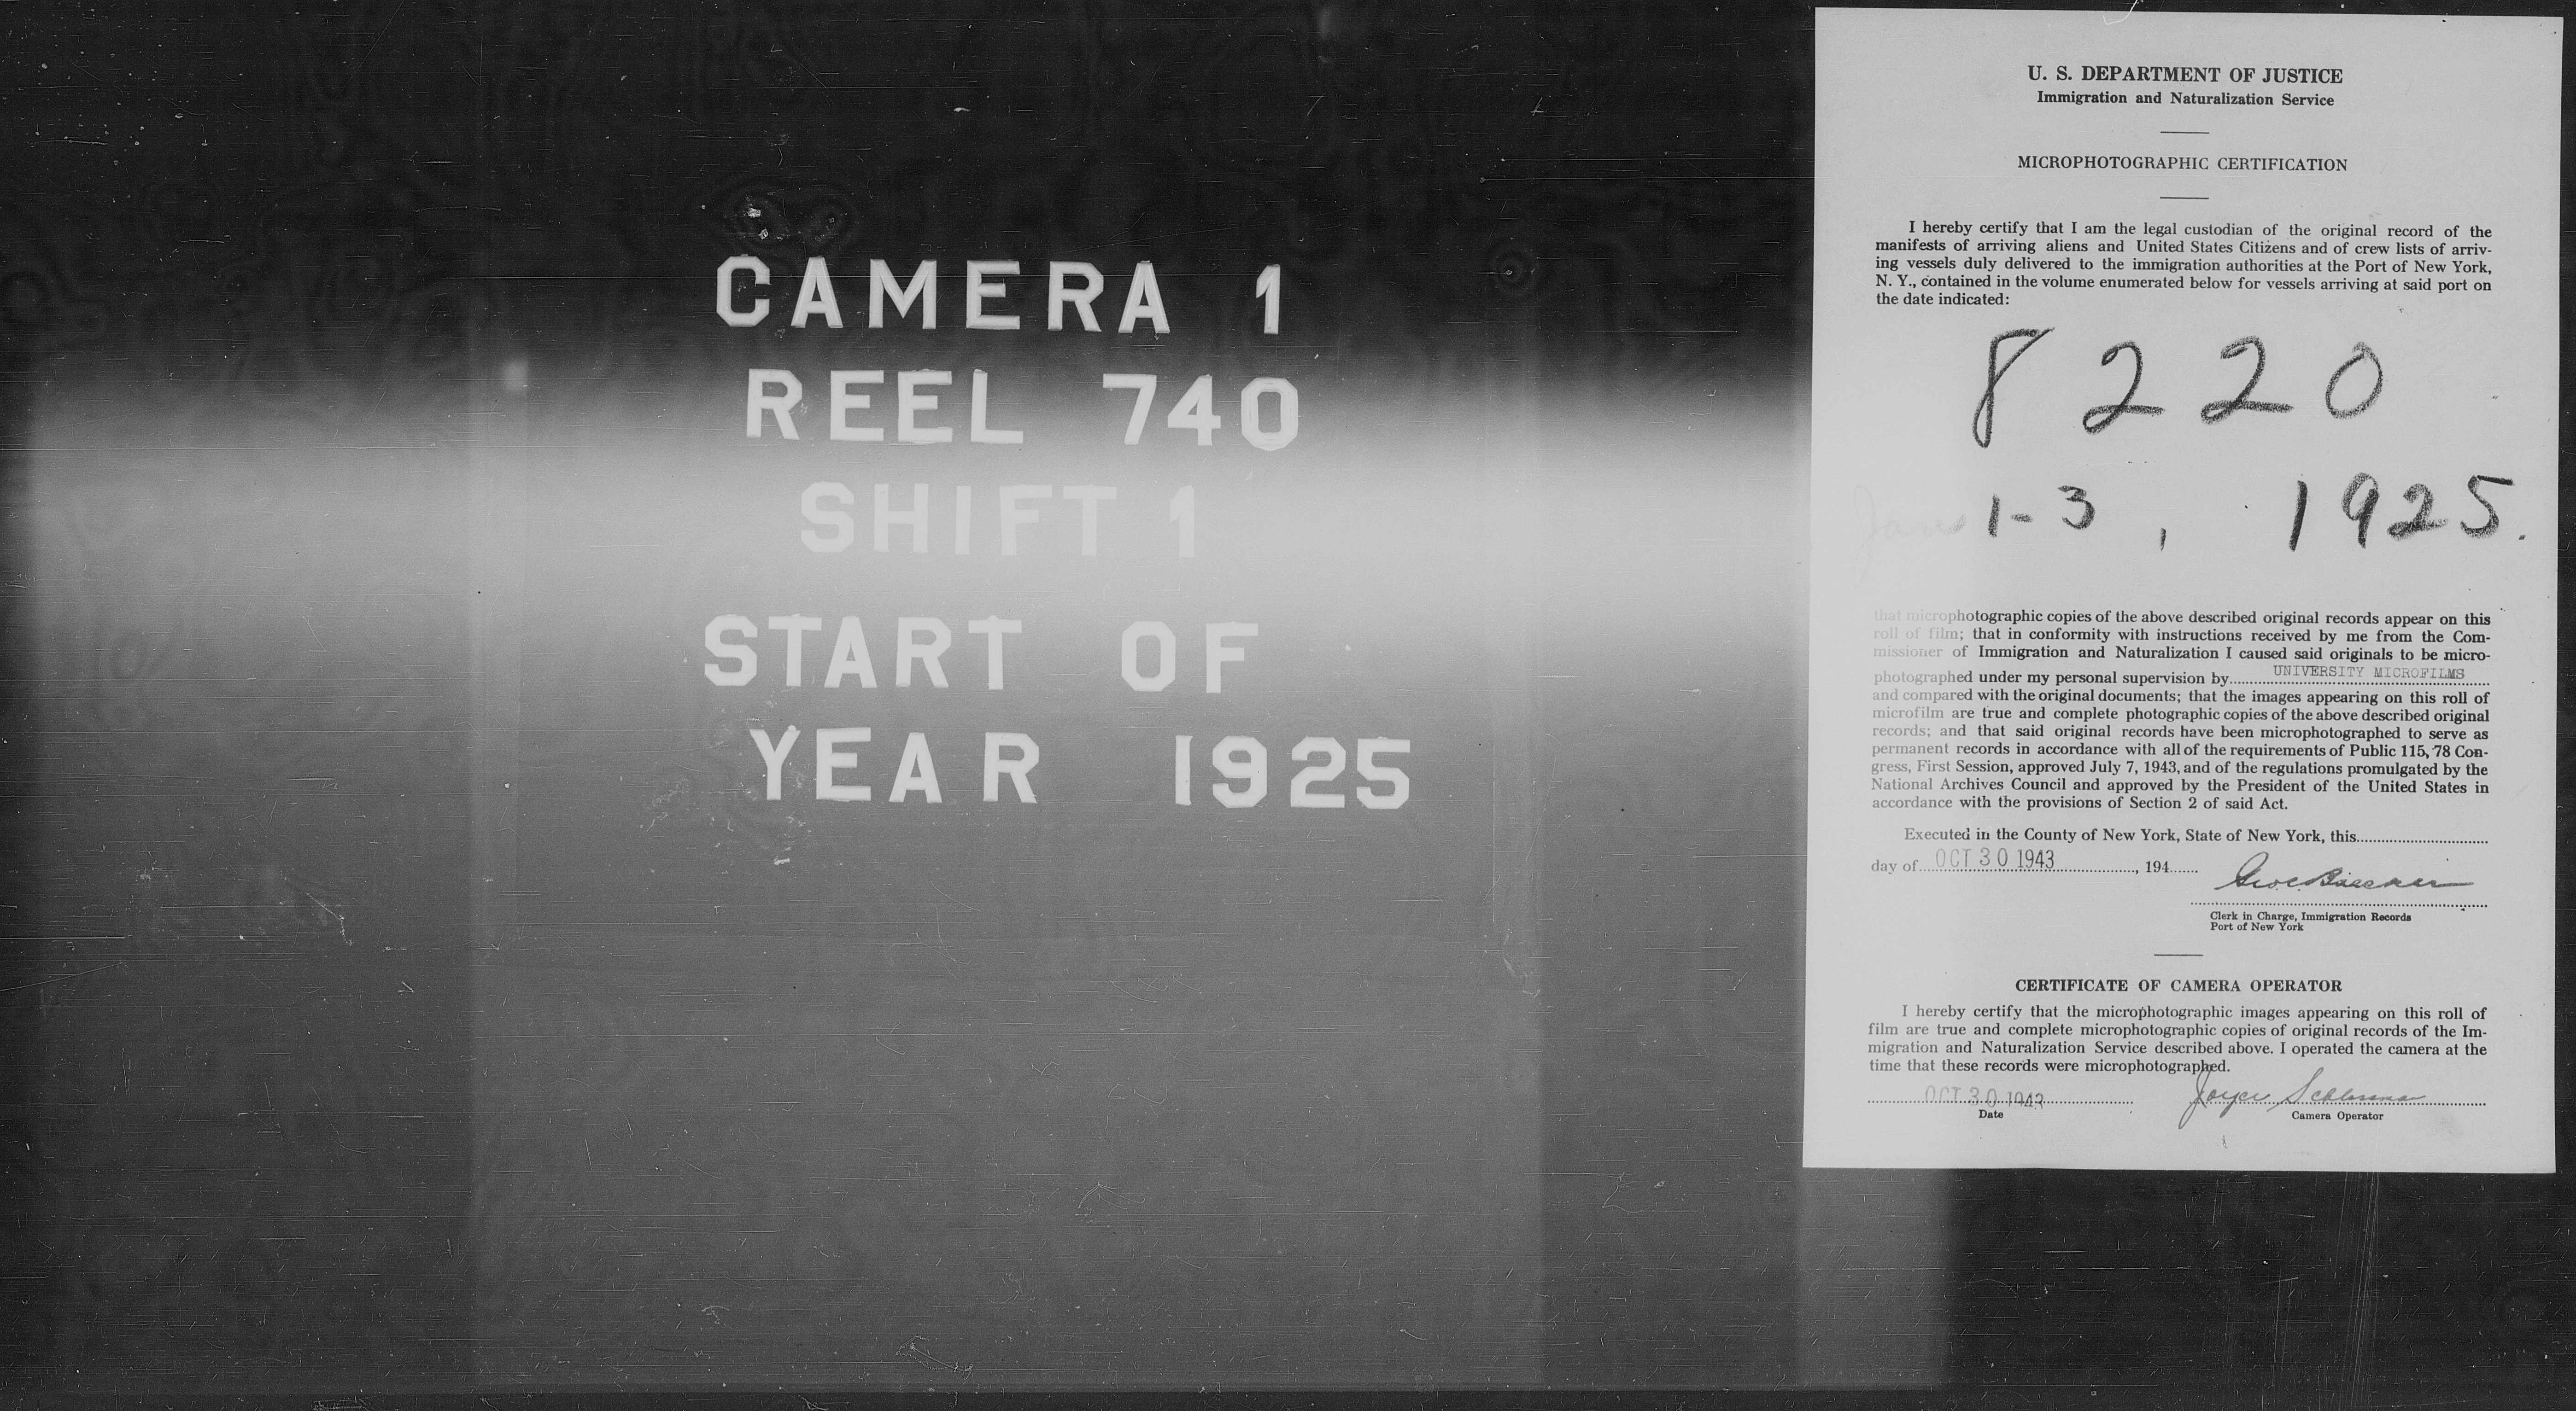 CAMERA 1
REEL 740
SHIFT 1
START OF
YEAR 1925
U. S. DEPARTMENT OF JUSTICE
Immigration and Naturalization Service
MICROPHOTOGRAPHIC CERTIFICATION
I hereby certify that I am the legal custodian of the original record of the
manifests of arriving aliens and United States Citizens and of crew lists of arriv-
ing vessels duly delivered to the immigration authorities at the Port of New York,
N. Y., contained in the volume enumerated below for vessels arriving at said port on
the date indicated:
8220
1-3, 1925.
that microphotographic copies of the above described original records appear on this
roll of film; that in conformity with instructions received by me from the Com-
missioner of Immigration and Naturalization I caused said originals to be micro-
photographed under my personal supervision by UNIVERSITY MICROFILMS
and compared with the original documents; that the images appearing on this roll of
microfilm are true and complete photographic copies of the above described original
records; and that said original records have been microphotographed to serve as
permanent records in accordance with all of the requirements of Public 115, 78 Con-
gress, First Session, approved July 7, 1943, and of the regulations promulgated by the
National Archives Council and approved by the President of the United States in
accordance with the provisions of Section 2 of said Act.
Executed in the County of New York, State of New York, this
day of OCT 30 1943, 194
Clerk in Charge, Immigration Records
Port of New York
CERTIFICATE OF CAMERA OPERATOR
I hereby certify that the microphotographic images appearing on this roll of
film are true and complete microphotographic copies of original records of the Im-
migration and Naturalization Service described above. I operated the camera at the
time that these records were microphotographed.
OCT 30 1943 Joyce
Date
Camera Operator